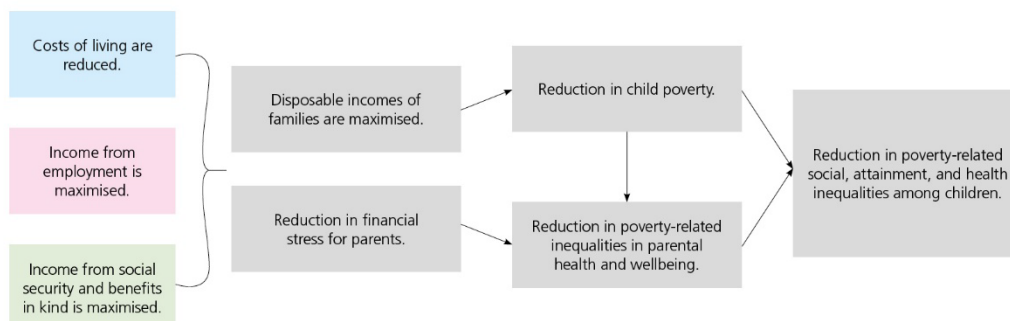 Costs of living are
reduced.
Income from
employment is
maximised.
Income from social
security and benefits
in kind is maximised.
Disposable incomes of
families are maximised.
Reduction in financial
stress for parents.
Reduction in child poverty.
Reduction in poverty-related
inequalities in parental
health and wellbeing.
Reduction in poverty-related
social, attainment, and health
inequalities among children.